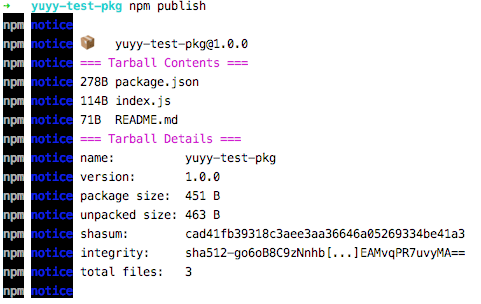 ➜ yuyy-test-pkg npm publish
npm notice
npm notice 📦 yuyy-test-pkg@1.0.0
npm notice === Tarball Contents ===
npm notice 278B package.json
npm notice 114B index.js
npm notice 71B README.md
npm notice === Tarball Details ===
npm notice name: yuyy-test-pkg
npm notice version: 1.0.0
npm notice package size: 451 B
npm notice unpacked size: 463 B
npm notice shasum: cad41fb39318c3aee3aa36646a05269334be41a3
npm notice integrity: sha512-go6oB8C9zNnhb[...]EAMvqPR7uvyMA==
npm notice total files: 3
npm notice